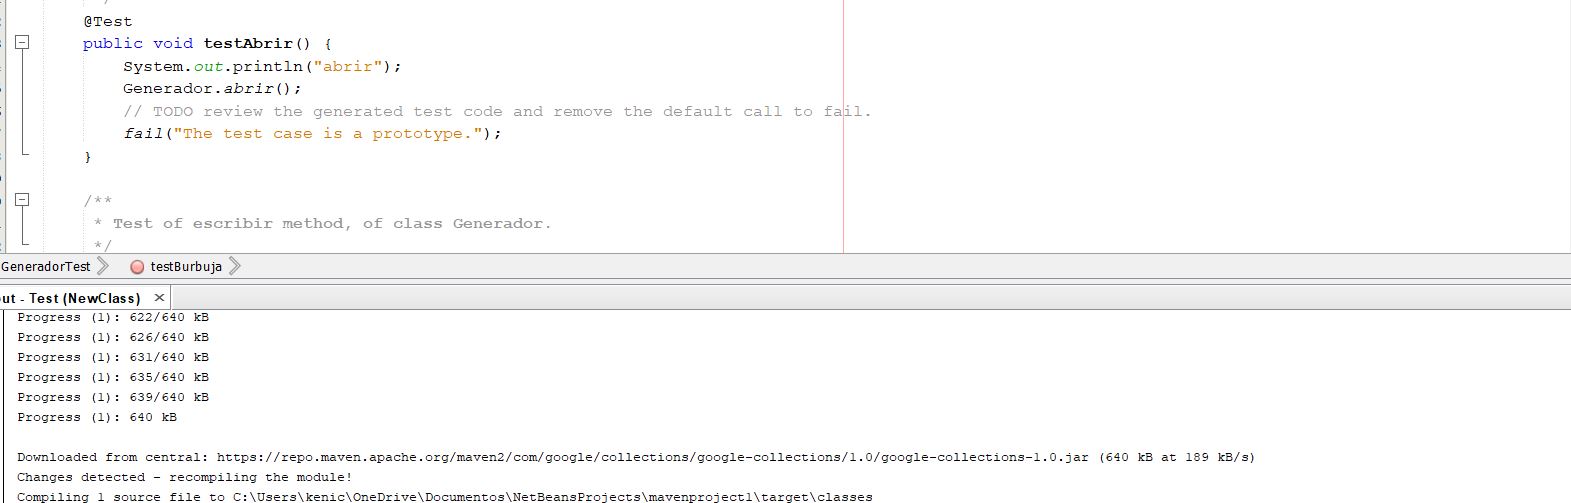 @Test
public void testAbrir() {
System.out.println("abrir");
Generador.abrir();
// TODO review the generated test code and remove the default call to fail.
fail("The test case is a prototype.");
}
/**
* Test of escribir method, of class Generador.
*/
GeneradorTest testBurbuja
ut - Test (NewClass) ×
Progress (1): 622/640 kB
Progress (1): 626/640 kB
Progress (1): 631/640 kB
Progress (1): 635/640 kB
Progress (1): 639/640 kB
Progress (1): 640 kB
Downloaded from central: https://repo.maven.apache.org/maven2/com/google/collections/google-collections/1.0/google-collections-1.0.jar (640 kB at 189 kB/s)
Changes detected - recompiling the module!
Compiling 1 source file to C:\Users\kenic\OneDrive\Documentos\NetBeansProjects\mavenproject1\target\classes